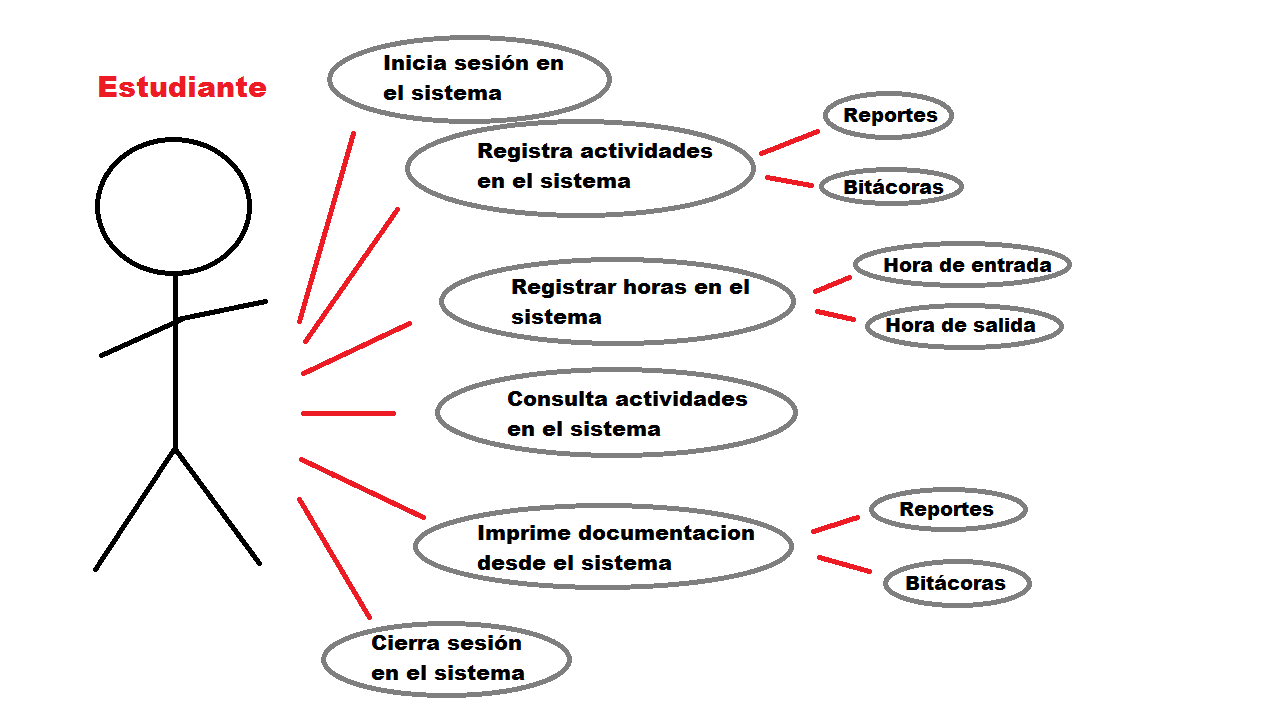 Estudiante
Inicia sesión en
el sistema
Registra actividades
en el sistema
Reportes
Bitácoras
Registrar horas en el
sistema
Hora de entrada
Hora de salida
Consulta actividades
en el sistema
Imprime documentacion
desde el sistema
Reportes
Bitácoras
Cierra sesión
en el sistema